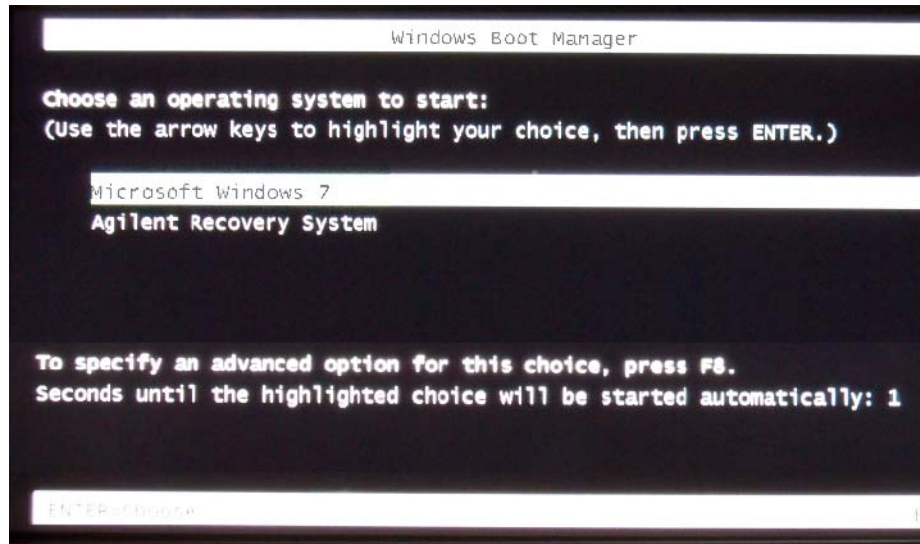 Windows Boot Manager
Choose an operating system to start:
(Use the arrow keys to highlight your choice, then press ENTER.)
Microsoft Windows 7
Agilent Recovery System
To specify an advanced option for this choice, press F8.
Seconds until the highlighted choice will be started automatically: 1
ENTER=Choose